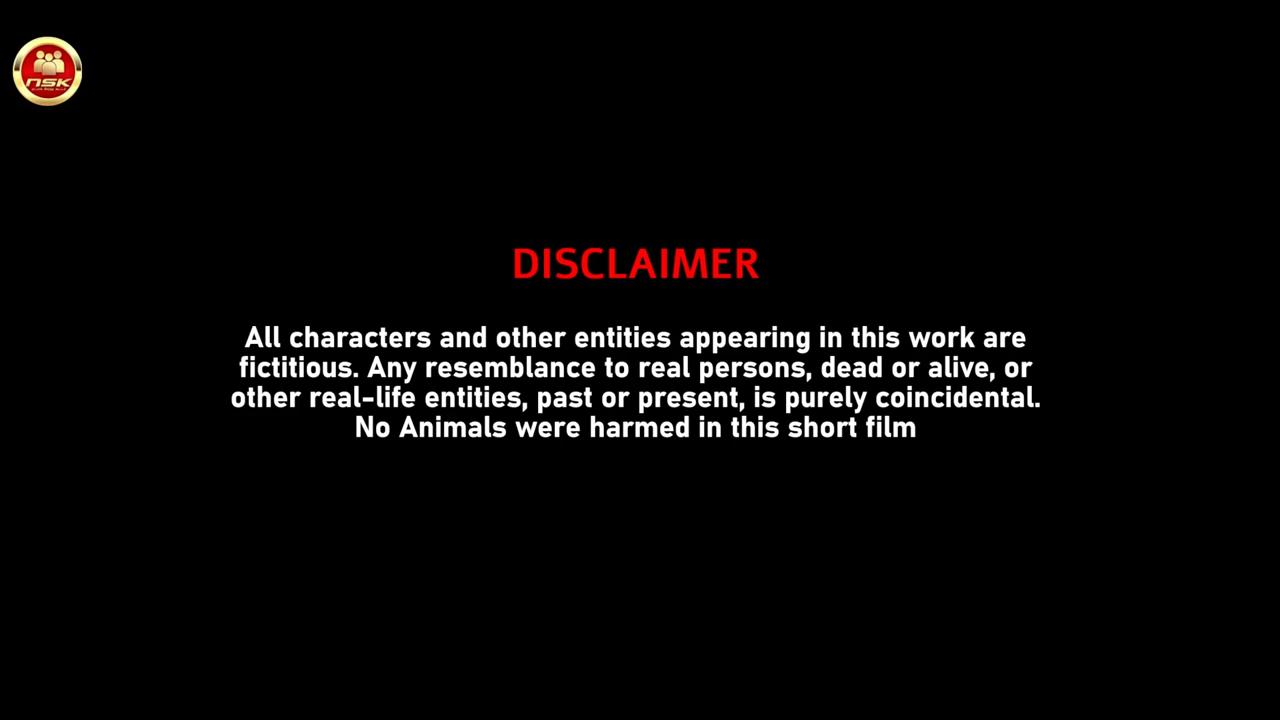 nsk
DISCLAIMER
All characters and other entities appearing in this work are
fictitious. Any resemblance to real persons, dead or alive, or
other real-life entities, past or present, is purely coincidental.
No Animals were harmed in this short film